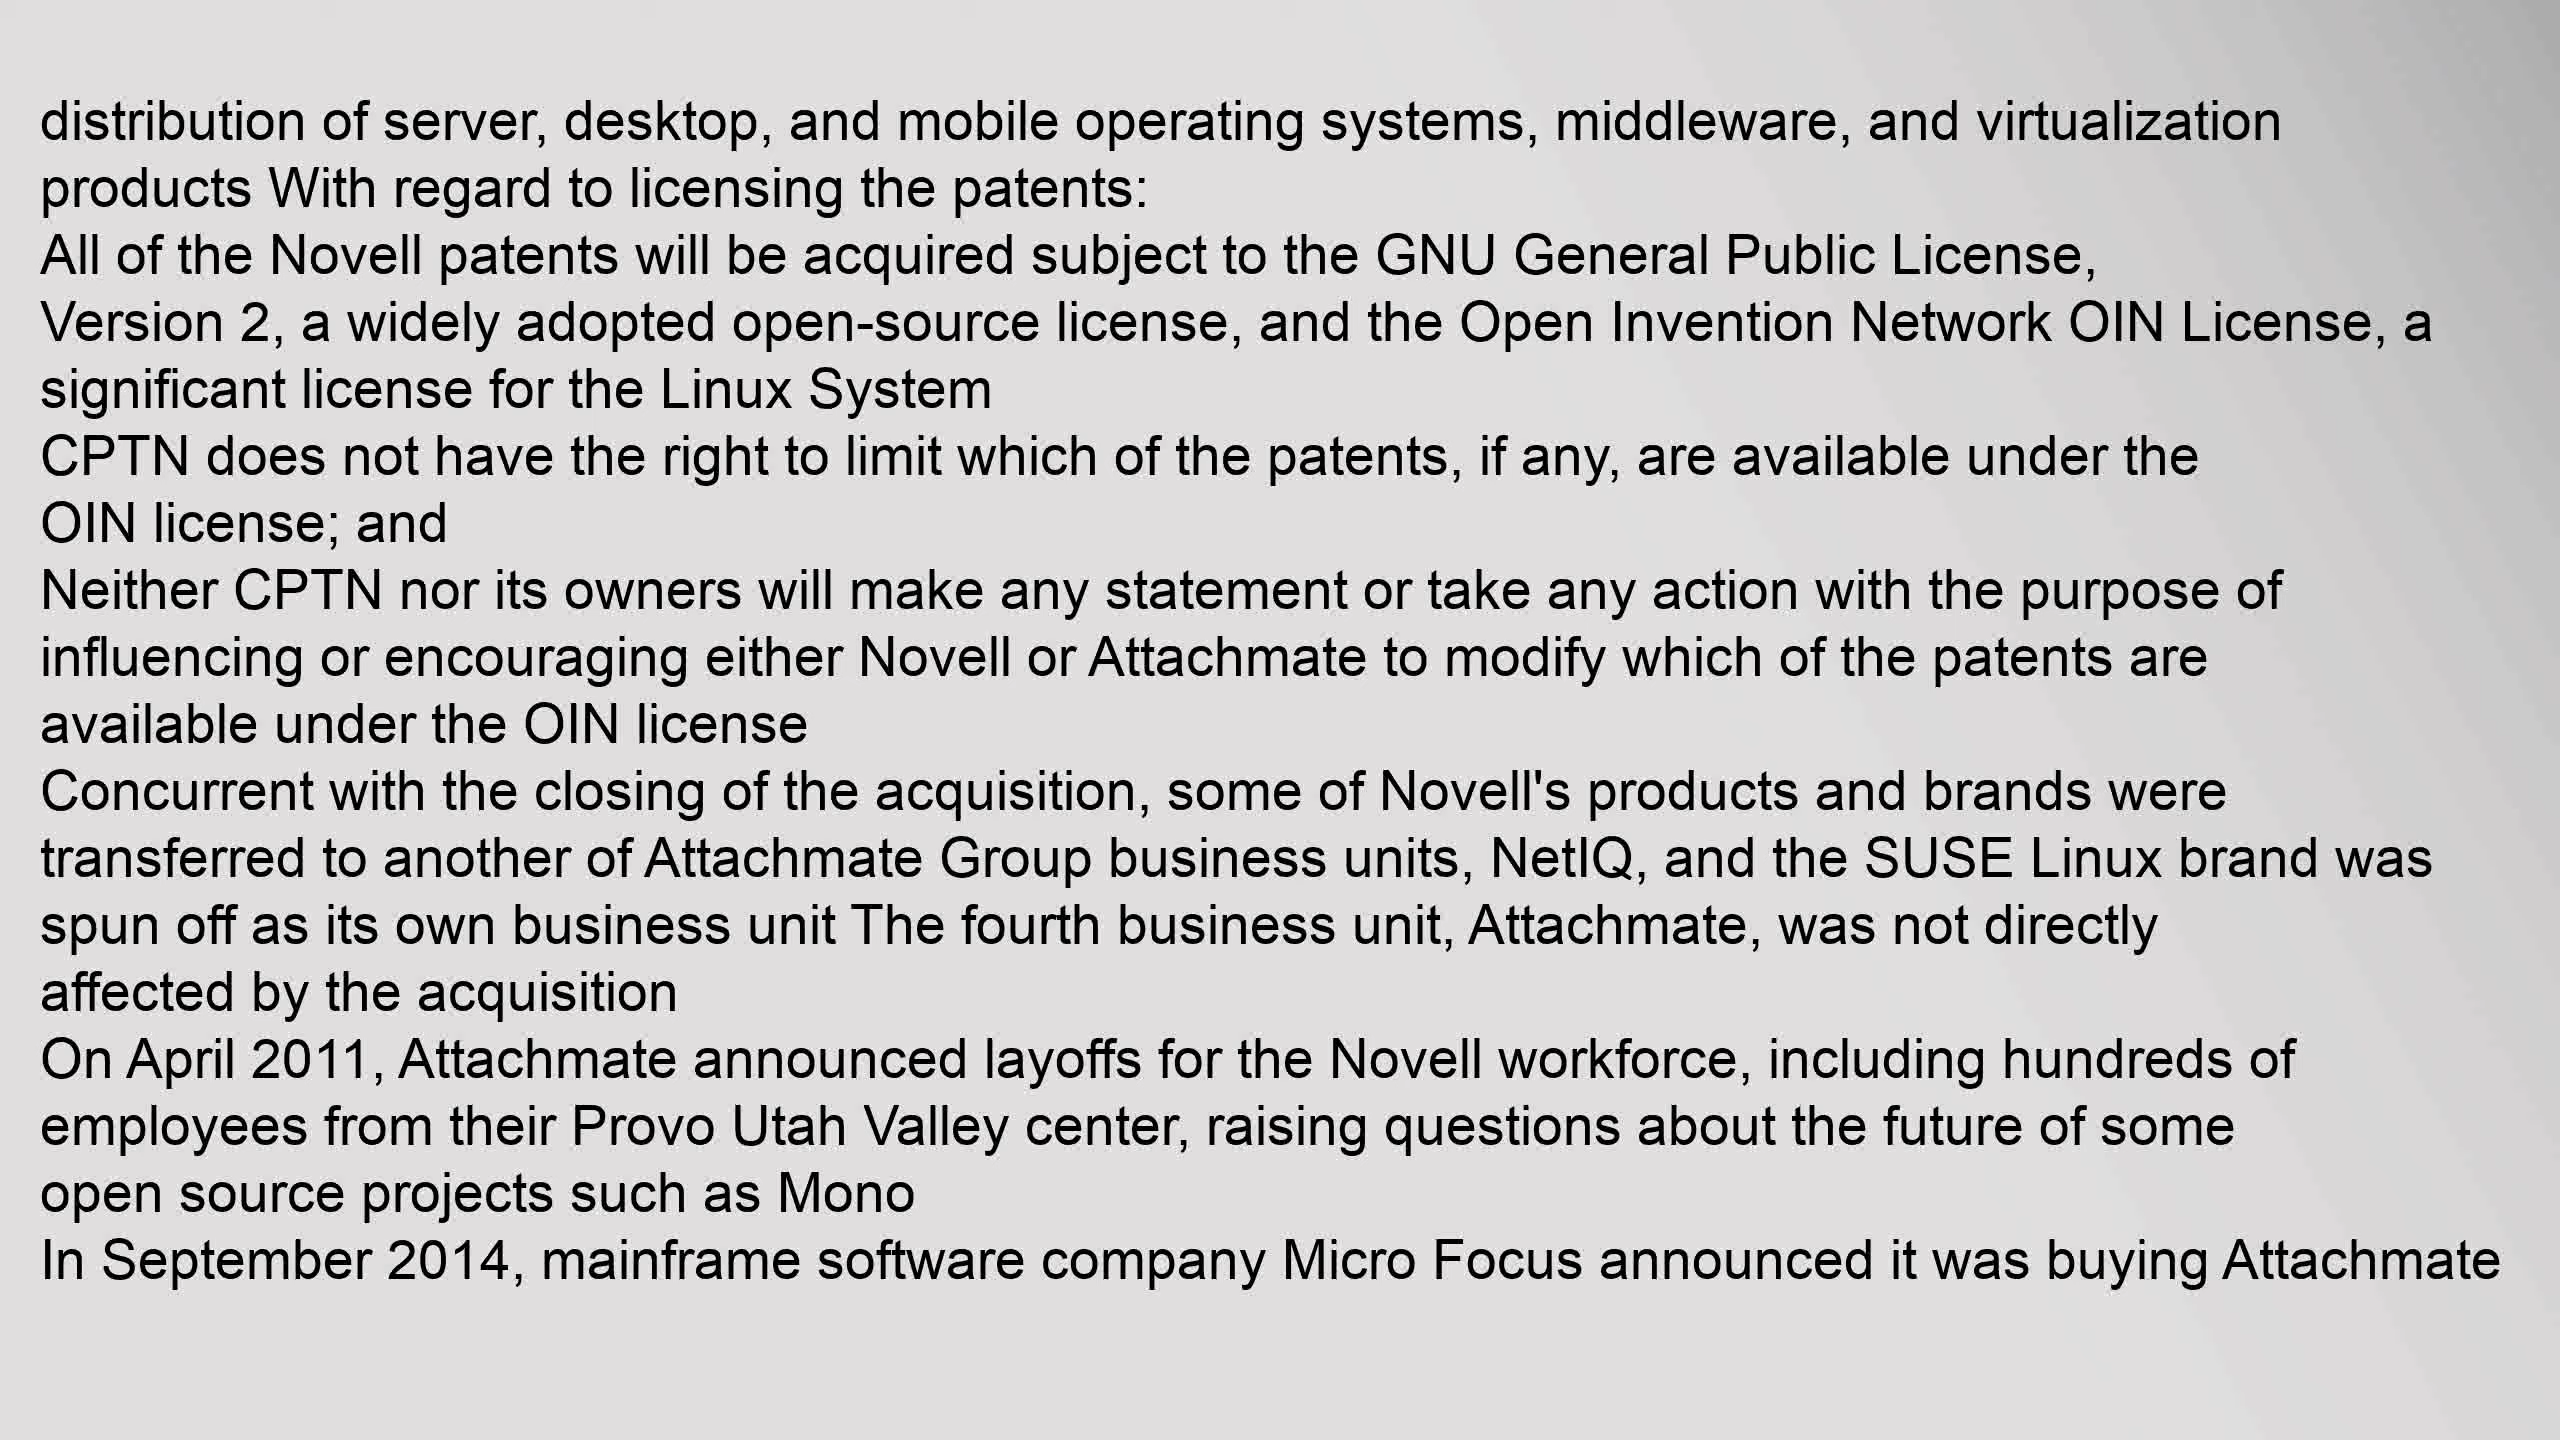 distribution of server, desktop, and mobile operating systems, middleware, and virtualization
products With regard to licensing the patents:
All of the Novell patents will be acquired subject to the GNU General Public License,
Version 2, a widely adopted open-source license, and the Open Invention Network OIN License, a
significant license for the Linux System
CPTN does not have the right to limit which of the patents, if any, are available under the
OIN license; and
Neither CPTN nor its owners will make any statement or take any action with the purpose of
influencing or encouraging either Novell or Attachmate to modify which of the patents are
available under the OIN license
Concurrent with the closing of the acquisition, some of Novell's products and brands were
transferred to another of Attachmate Group business units, NetIQ, and the SUSE Linux brand was
spun off as its own business unit The fourth business unit, Attachmate, was not directly
affected by the acquisition
On April 2011, Attachmate announced layoffs for the Novell workforce, including hundreds of
employees from their Provo Utah Valley center, raising questions about the future of some
open source projects such as Mono
In September 2014, mainframe software company Micro Focus announced it was buying Attachmate